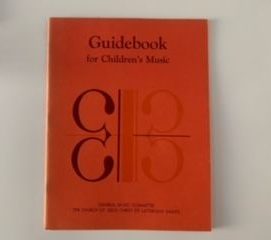 Guidebook
for Children's Music
GENERAL MUSIC COMMITTEE
THE CHURCH OF JESUS CHRIST OF LATTER-DAY SAINTS